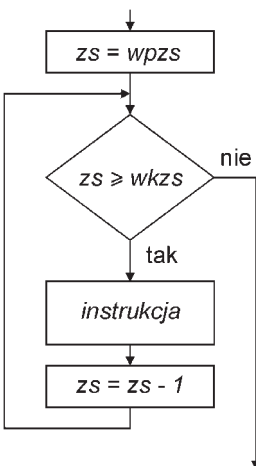 zs = wpzs
nie
zs ⩾ wkzs
tak
instrukcja
zs = zs - 1